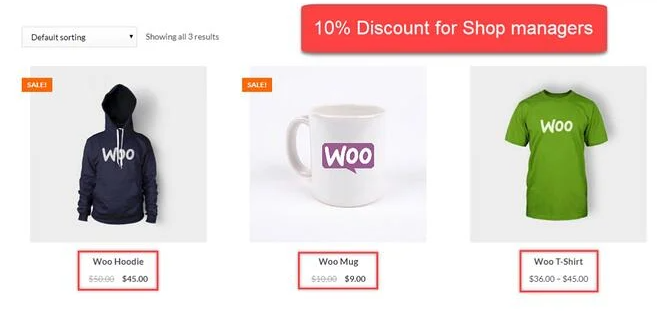 10% Discount for Shop managers
Default sorting
Showing all 3 results
SALE!
SALE!
Woo
Woo
Woo
Woo Hoodie
$50.00 $45.00
Woo Mug
$10.00 $9.00
Woo T-Shirt
$36.00 – $45.00